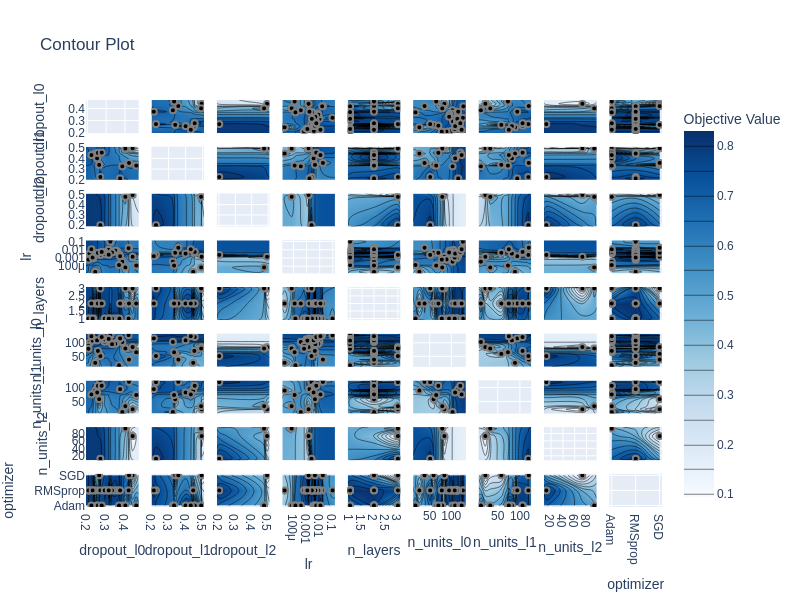 Contour Plot
Objective Value
0.8
0.7
0.6
0.5
0.4
0.3
0.2
0.1
dropout_l0
0.4
0.3
0.2
dropout_l1
0.5
0.4
0.3
0.2
dropout_l2
0.5
0.4
0.3
0.2
lr
0.1
0.01
0.001
100μ
n_layers
3
2.5
2
1.5
1
n_units_l0
100
50
n_units_l1
100
50
n_units_l2
80
60
40
20
optimizer
SGD
RMSprop
Adam
0.2 0.3 0.4
0.2 0.3 0.4 0.5
0.2 0.3 0.4 0.5
100μ 0.001 0.01 0.1
1 1.5 2 2.5 3
50 100
50 100
20 40 60 80
Adam RMSprop SGD
dropout_l0 dropout_l1 dropout_l2 lr n_layers n_units_l0 n_units_l1 n_units_l2 optimizer